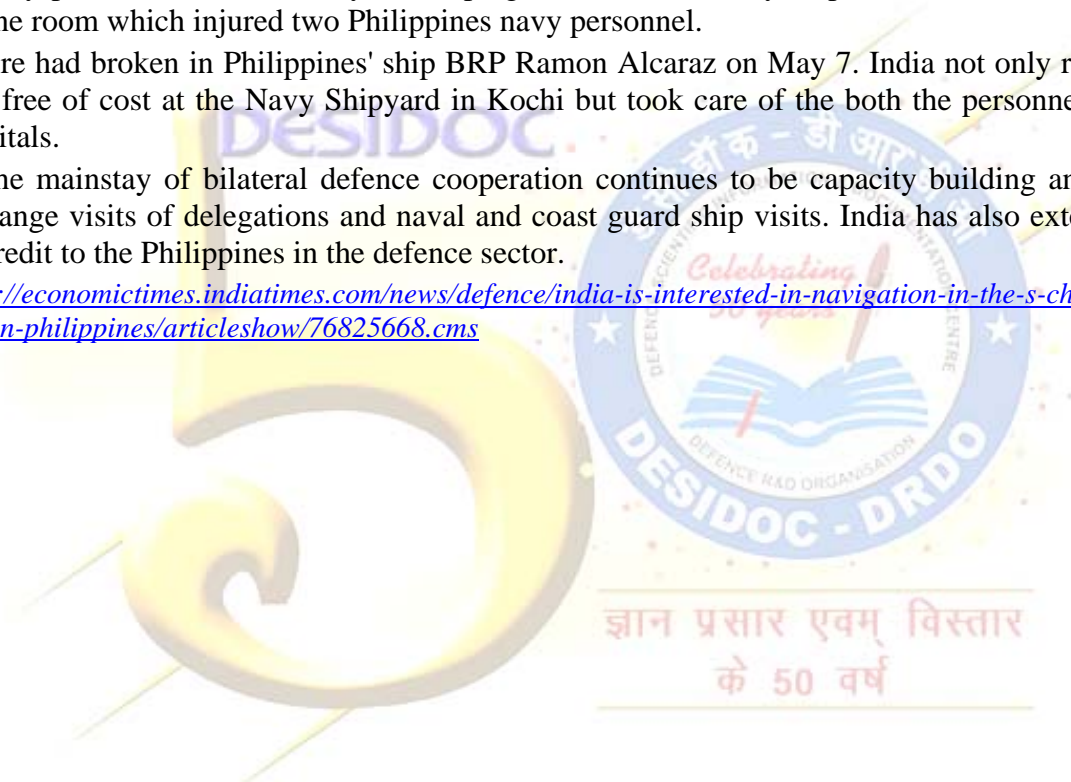 he room which injured two Philippines navy personnel.
re had broken in Philippines' ship BRP Ramon Alcaraz on May 7. India not only r
free of cost at the Navy Shipyard in Kochi but took care of the both the personne
itals.
he mainstay of bilateral defence cooperation continues to be capacity building an
ange visits of delegations and naval and coast guard ship visits. India has also exte
redit to the Philippines in the defence sector.
://economictimes.indiatimes.com/news/defence/india-is-interested-in-navigation-in-the-s-ch
n-philippines/articleshow/76825668.cms
DESIDOC
Celebrating
50 years
DEFENCE R&D ORGANISATION
DESIDOC - DRDO
ज्ञान प्रसार एवम् विस्तार
के 50 वर्ष